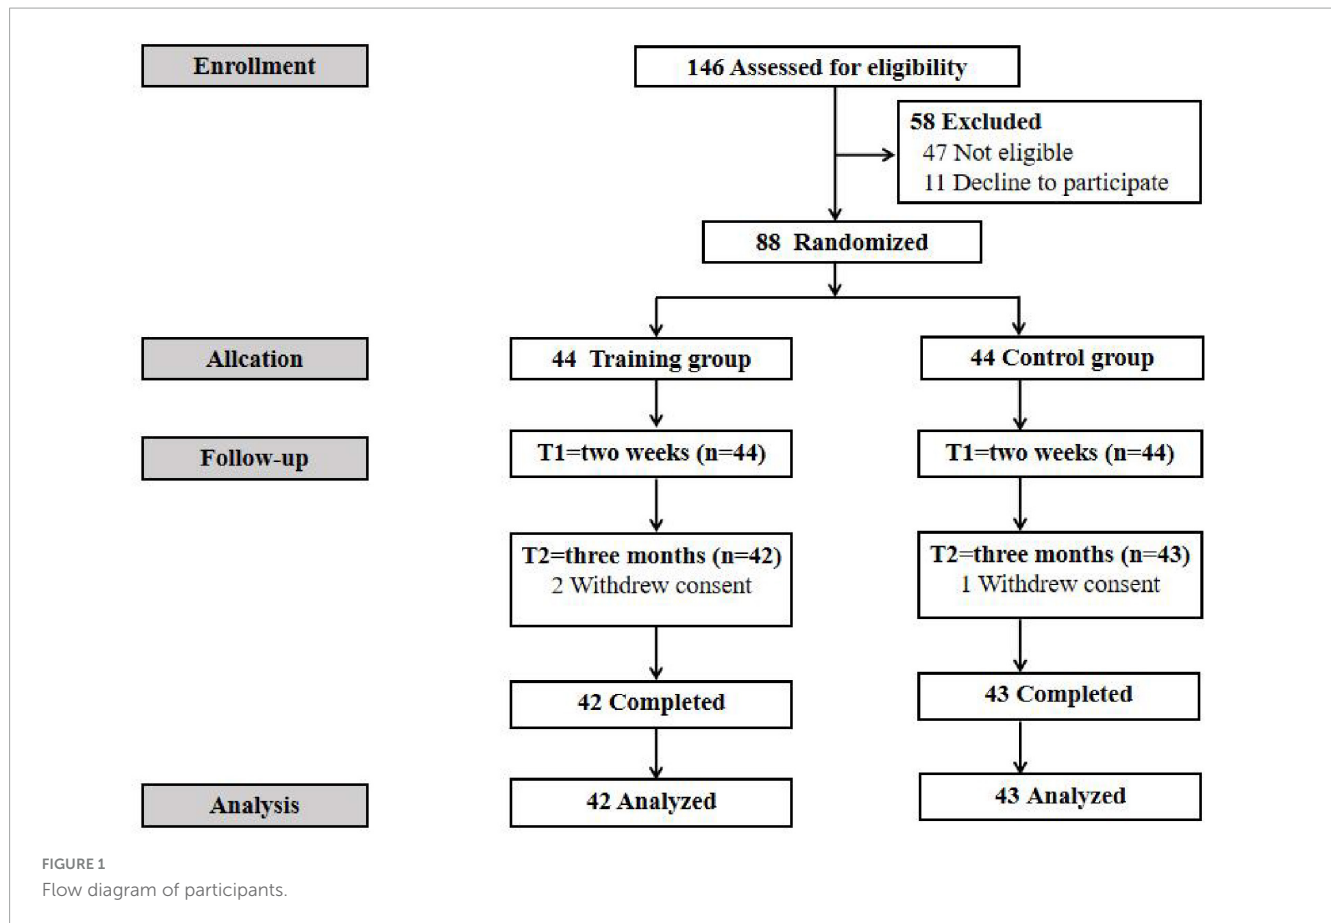 Enrollment
146 Assessed for eligibility
58 Excluded
47 Not eligible
11 Decline to participate
88 Randomized
Allcation
44 Training group
44 Control group
Follow-up
T1=two weeks (n=44)
T1=two weeks (n=44)
T2=three months (n=42)
2 Withdrew consent
T2=three months (n=43)
1 Withdrew consent
42 Completed
43 Completed
Analysis
42 Analyzed
43 Analyzed
FIGURE 1
Flow diagram of participants.